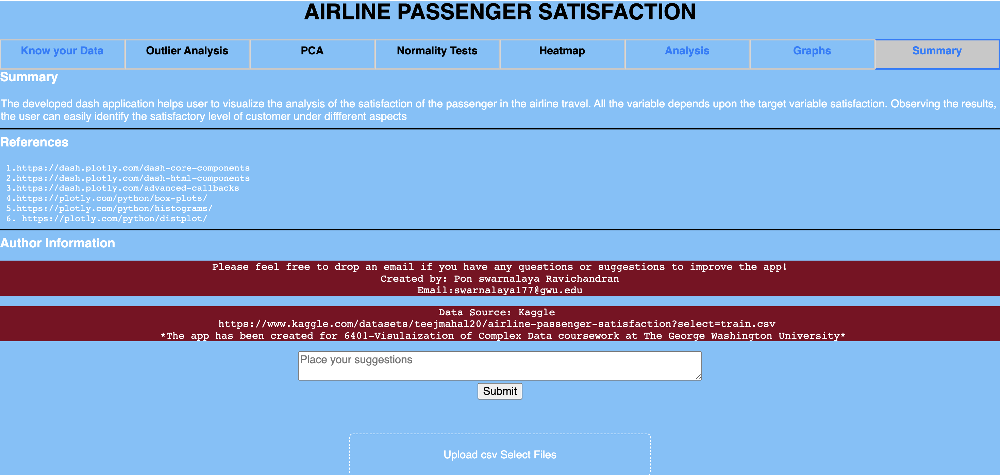 AIRLINE PASSENGER SATISFACTION
Know your Data Outlier Analysis PCA Normality Tests Heatmap Analysis Graphs Summary
Summary
The developed dash application helps user to visualize the analysis of the satisfaction of the passenger in the airline travel. All the variable depends upon the target variable satisfaction. Observing the results,
the user can easily identify the satisfactory level of customer under diffferent aspects
References
1.https://dash.plotly.com/dash-core-components
2.https://dash.plotly.com/dash-html-components
3.https://dash.plotly.com/advanced-callbacks
4.https://plotly.com/python/box-plots/
5.https://plotly.com/python/histograms/
6. https://plotly.com/python/distplot/
Author Information
Please feel free to drop an email if you have any questions or suggestions to improve the app!
Created by: Pon swarnalaya Ravichandran
Email:swarnalaya177@gwu.edu
Data Source: Kaggle
https://www.kaggle.com/datasets/teejmahal20/airline-passenger-satisfaction?select=train.csv
*The app has been created for 6401-Visulaization of Complex Data coursework at The George Washington University*
Place your suggestions
Submit
Upload csv Select Files